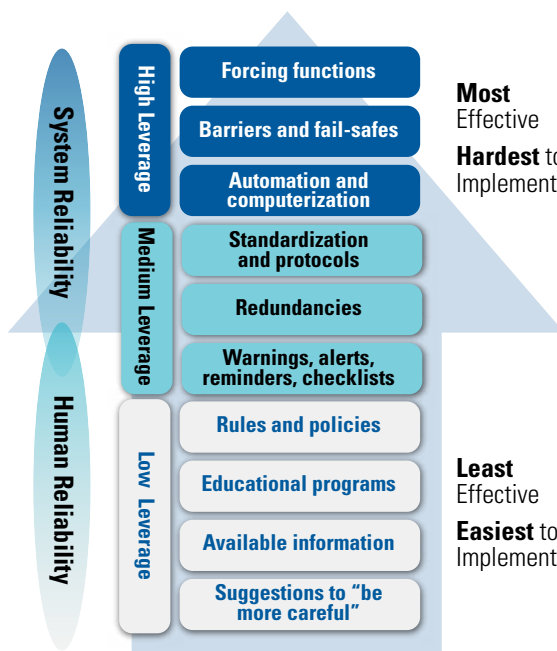 System Reliability
Human Reliability
High Leverage
Forcing functions
Barriers and fail-safes
Automation and
computerization
Medium Leverage
Standardization
and protocols
Redundancies
Warnings, alerts,
reminders, checklists
Low Leverage
Rules and policies
Educational programs
Available information
Suggestions to “be
more careful”
Most
Effective
Hardest to
Implement
Least
Effective
Easiest to
Implement